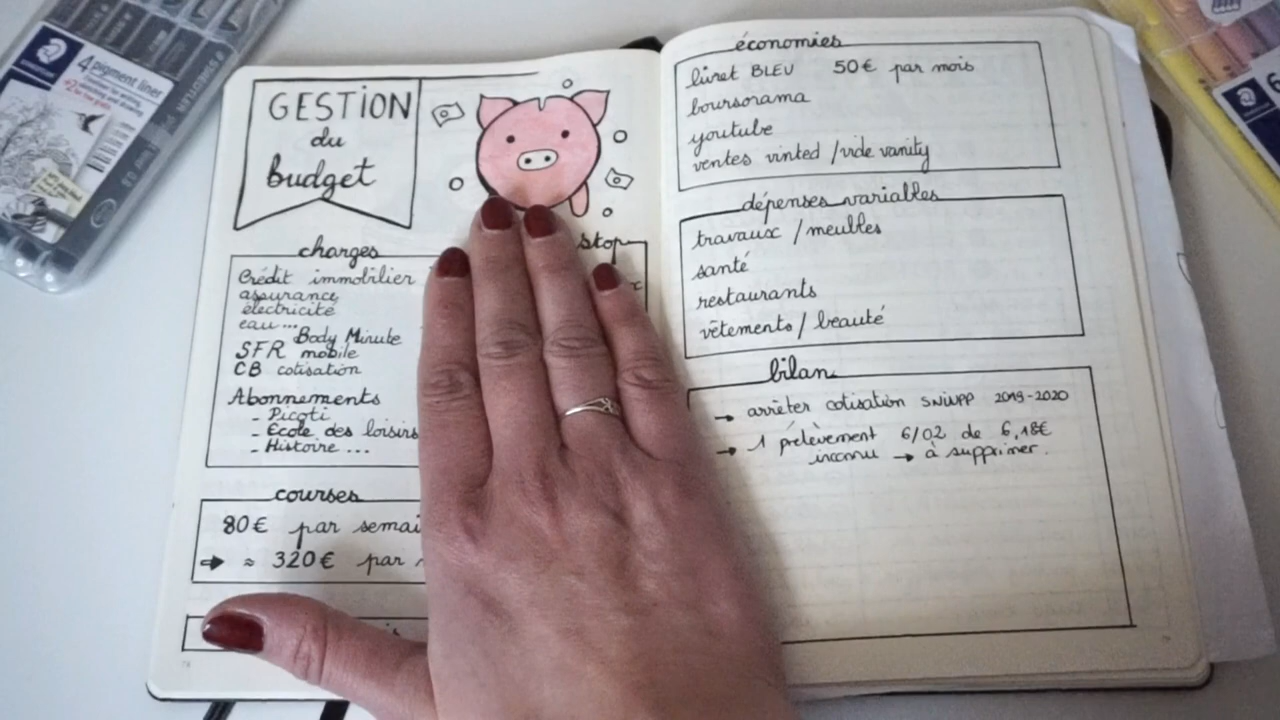 GESTION
du
budget
charges
Crédit immobilier
assurance
électricité
eau...
Body Minute
SFR mobile
CB cotisation
Abonnements
- Picoti
- Ecole des loisirs
- Histoire ...
courses
80€ par
→ ≈ 320€ par
stop
économies
livret BLEU 50€ par mois
boursorama
youtube
ventes vinted / vide vanity
dépenses variables
travaux / meubles
santé
restaurants
vêtements / beauté
bilan
→ arrêter cotisation SNUIPP 2019-2020
→ 1 prélèvement 6/02 de 6,18€
inconnu → à supprimer.
STAEDTLER
4 pigment liner